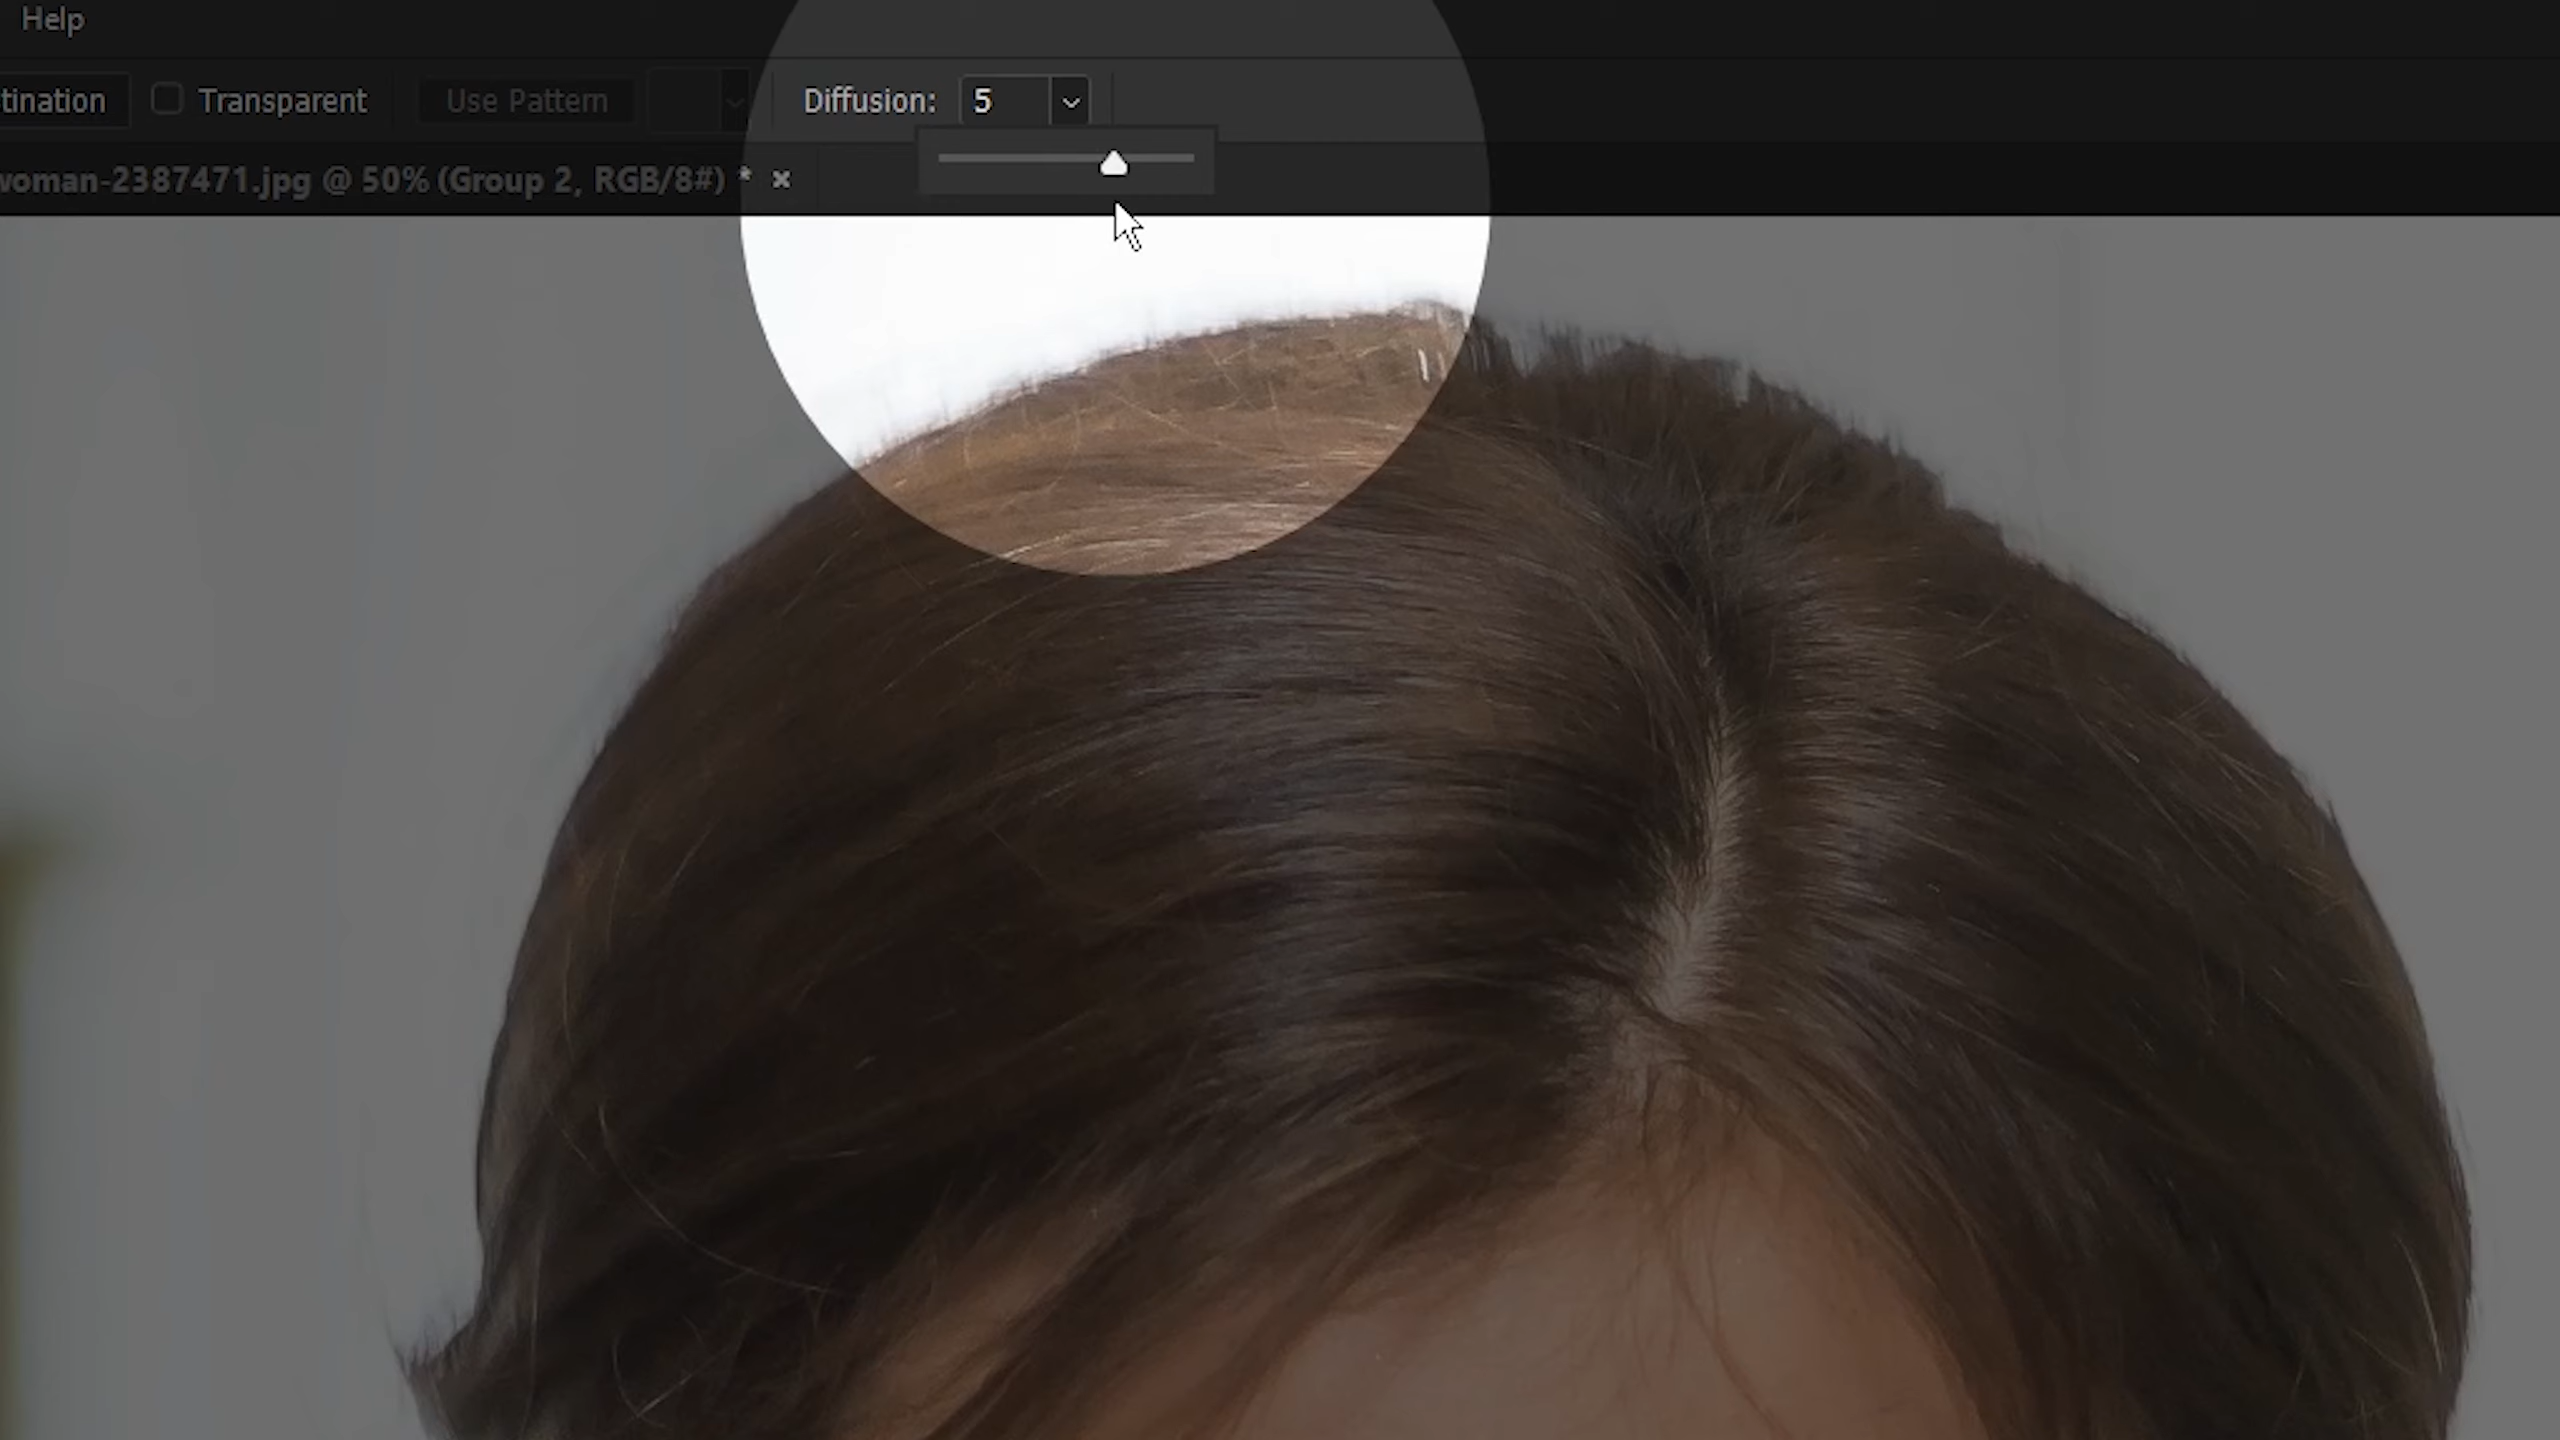 Help
tination Transparent Use Pattern Diffusion: 5
woman-2387471.jpg @ 50% (Group 2, RGB/8#) *